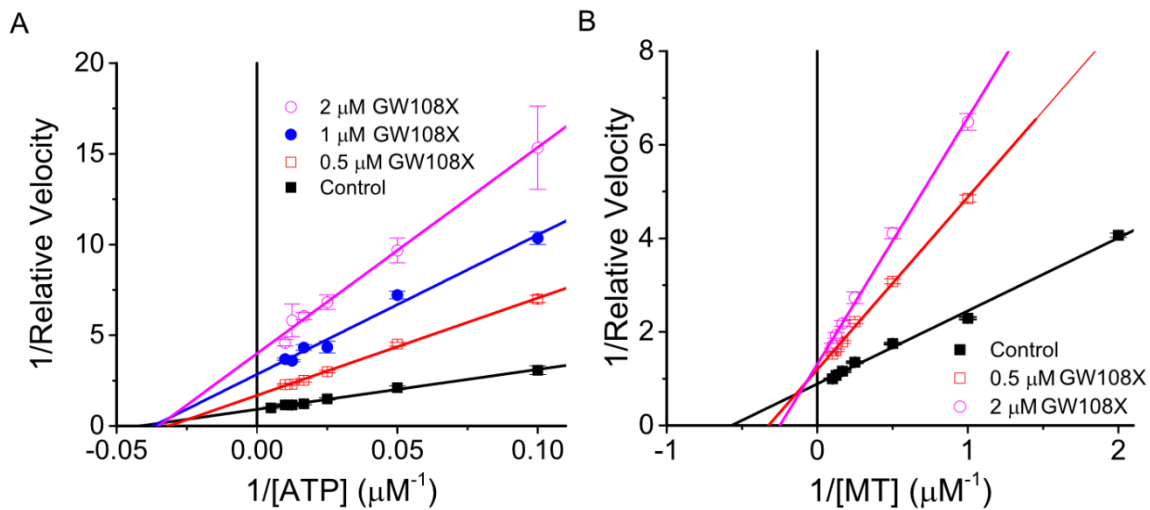 A
20
15
10
5
0
-0.05
0.00
0.05
0.10
1/Relative Velocity
1/[ATP] (μM⁻¹)
2 μM GW108X
1 μM GW108X
0.5 μM GW108X
Control
B
8
6
4
2
0
-1
0
1
2
1/Relative Velocity
1/[MT] (μM⁻¹)
Control
0.5 μM GW108X
2 μM GW108X